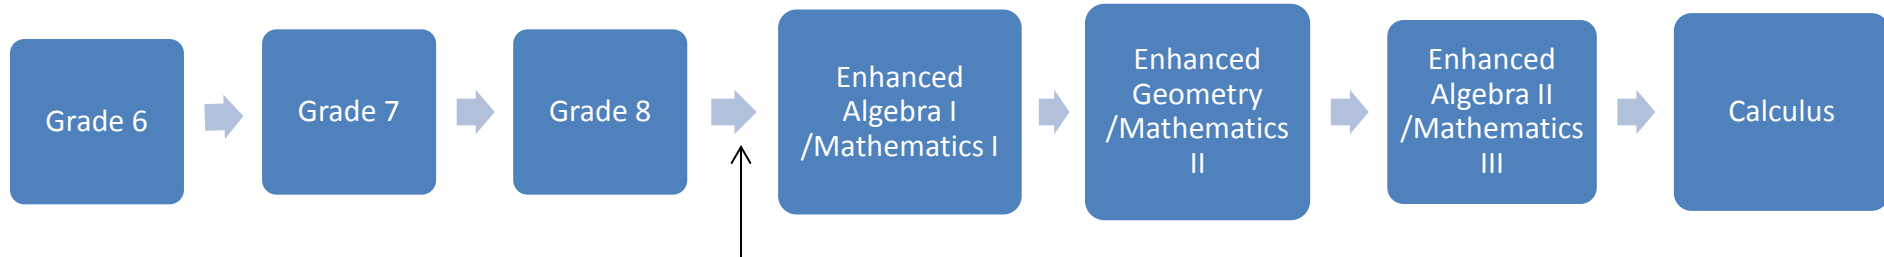 Grade 6
Grade 7
Grade 8
Enhanced
Algebra I
/Mathematics I
Enhanced
Geometry
/Mathematics
II
Enhanced
Algebra II
/Mathematics
III
Calculus